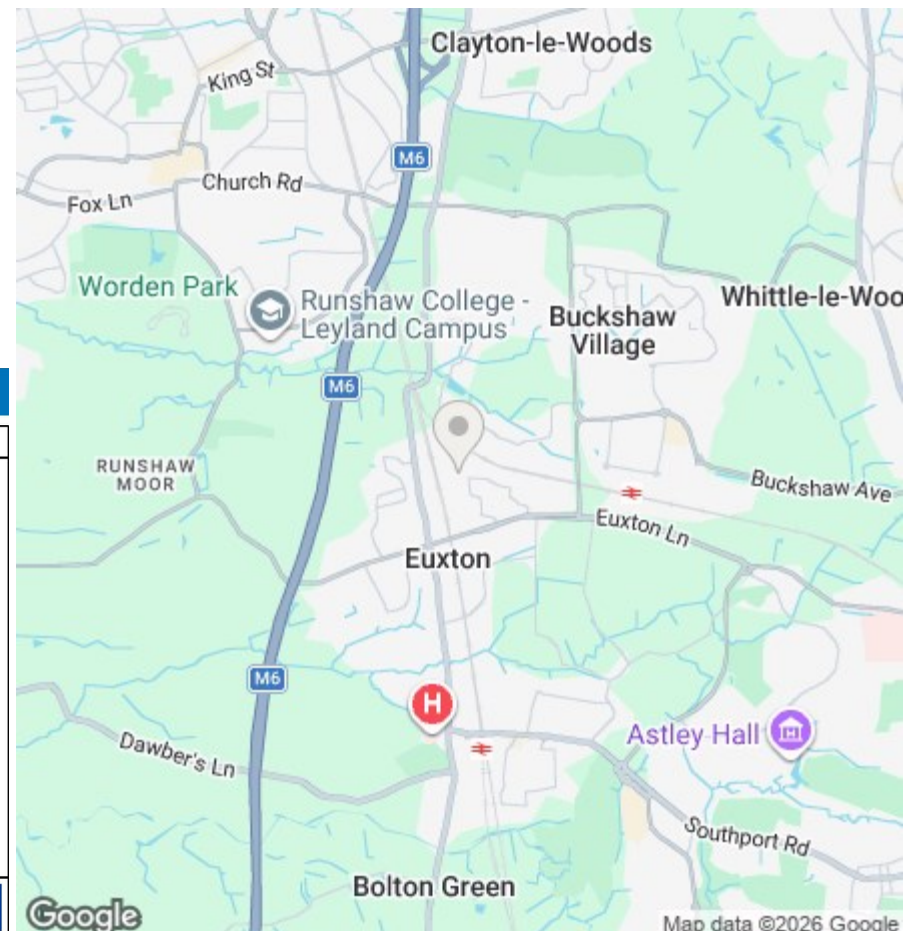 Clayton-le-Woods
King St
M6
Church Rd
Fox Ln
Worden Park
Runshaw College -
Leyland Campus
Buckshaw
Village
Whittle-le-Woo
M6
RUNSHAW
MOOR
Buckshaw Ave
Euxton Ln
Euxton
M6
H
Astley Hall
Dawber's Ln
Southport Rd
Bolton Green
Google
Map data ©2026 Google